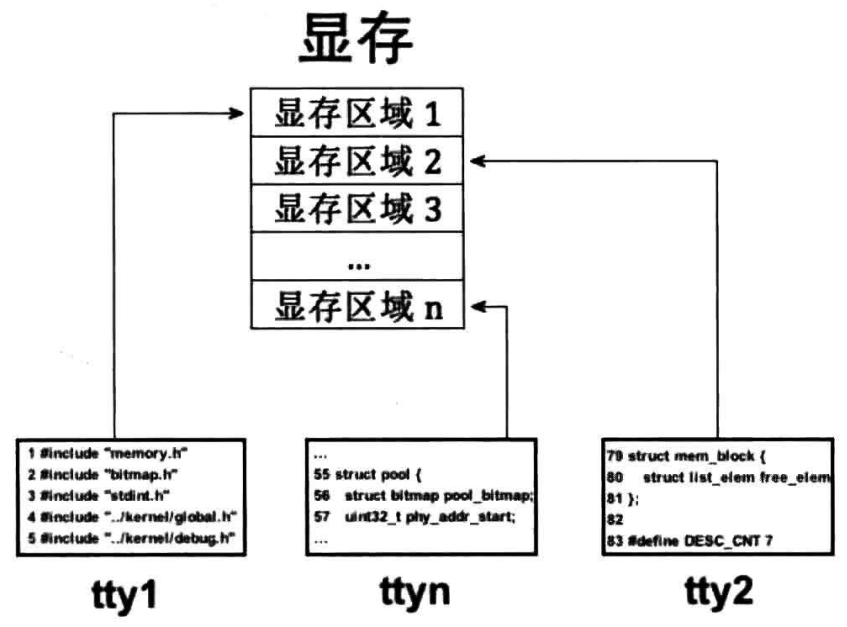 显存
显存区域 1
显存区域 2
显存区域 3
...
显存区域 n
1 #include "memory.h"
2 #include "bitmap.h"
3 #include "stdint.h"
4 #include "../kernel/global.h"
5 #include "../kernel/debug.h"
tty1
...
55 struct pool {
56 struct bitmap pool_bitmap;
57 uint32_t phy_addr_start;
...
ttyn
79 struct mem_block {
80 struct list_elem free_elem
81 };
82
83 #define DESC_CNT 7
tty2